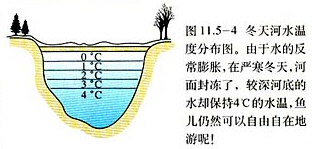 0 ℃
1 ℃
2 ℃
3 ℃
4 ℃
图 11.5-4 冬天河水温
度分布图。由于水的反
常膨胀,在严寒冬天,河
面封冻了,较深河底的
水却保持4℃的水温,鱼
儿仍然可以自由自在地
游呢!